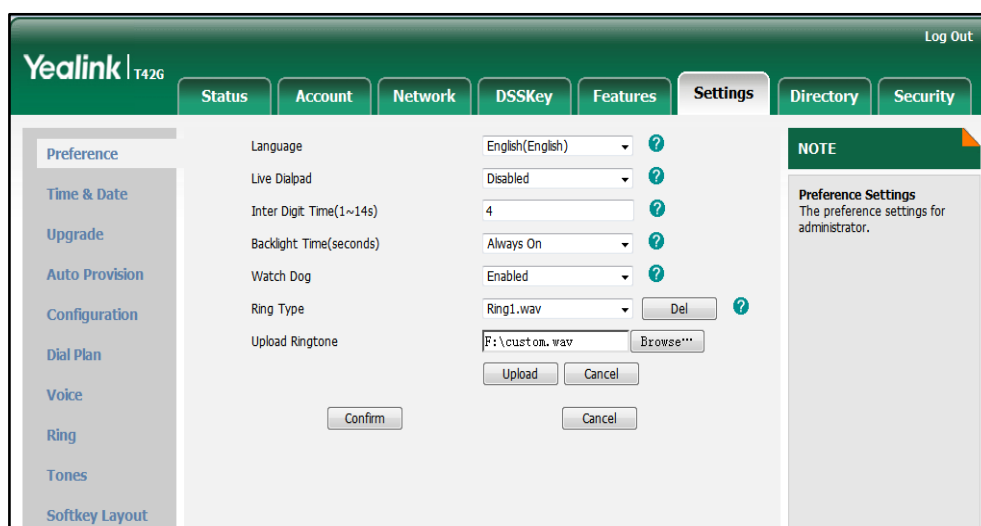 Log Out
Yealink T42G
Status Account Network DSSKey Features Settings Directory Security
Preference
Time & Date
Upgrade
Auto Provision
Configuration
Dial Plan
Voice
Ring
Tones
Softkey Layout
Language English(English) ?
Live Dialpad Disabled ?
Inter Digit Time(1~14s) 4 ?
Backlight Time(seconds) Always On ?
Watch Dog Enabled ?
Ring Type Ring1.wav Del ?
Upload Ringtone F:\custom.wav Browse…
Upload Cancel
Confirm Cancel
NOTE
Preference Settings
The preference settings for
administrator.